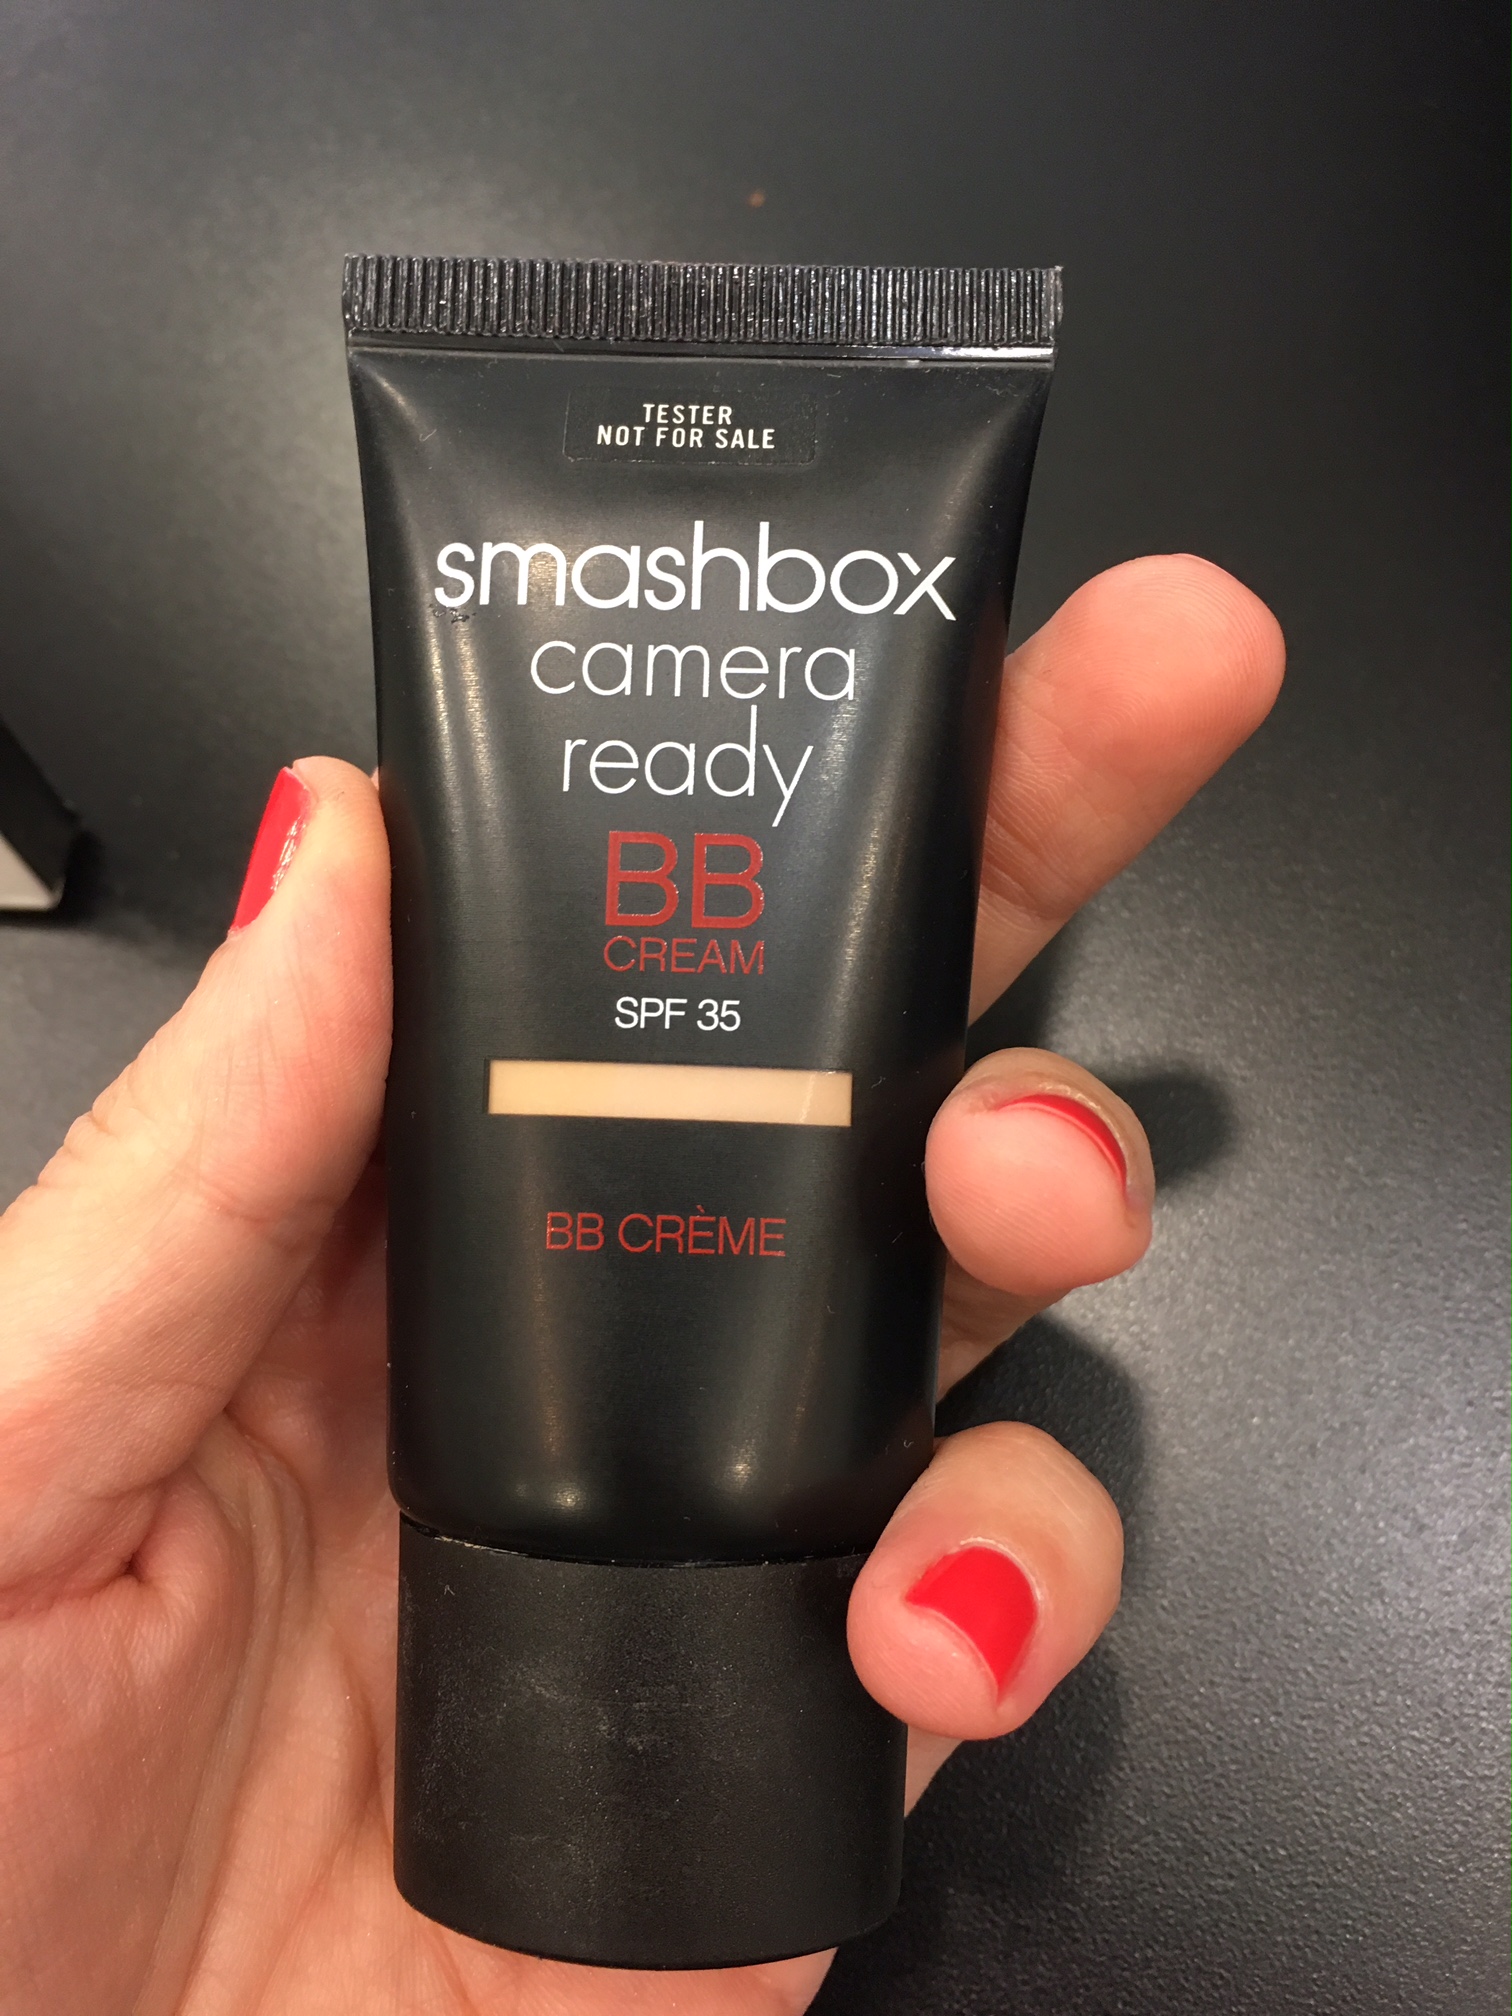 TESTER
NOT FOR SALE
smashbox
camera
ready
BB
CREAM
SPF 35
BB CRÈME